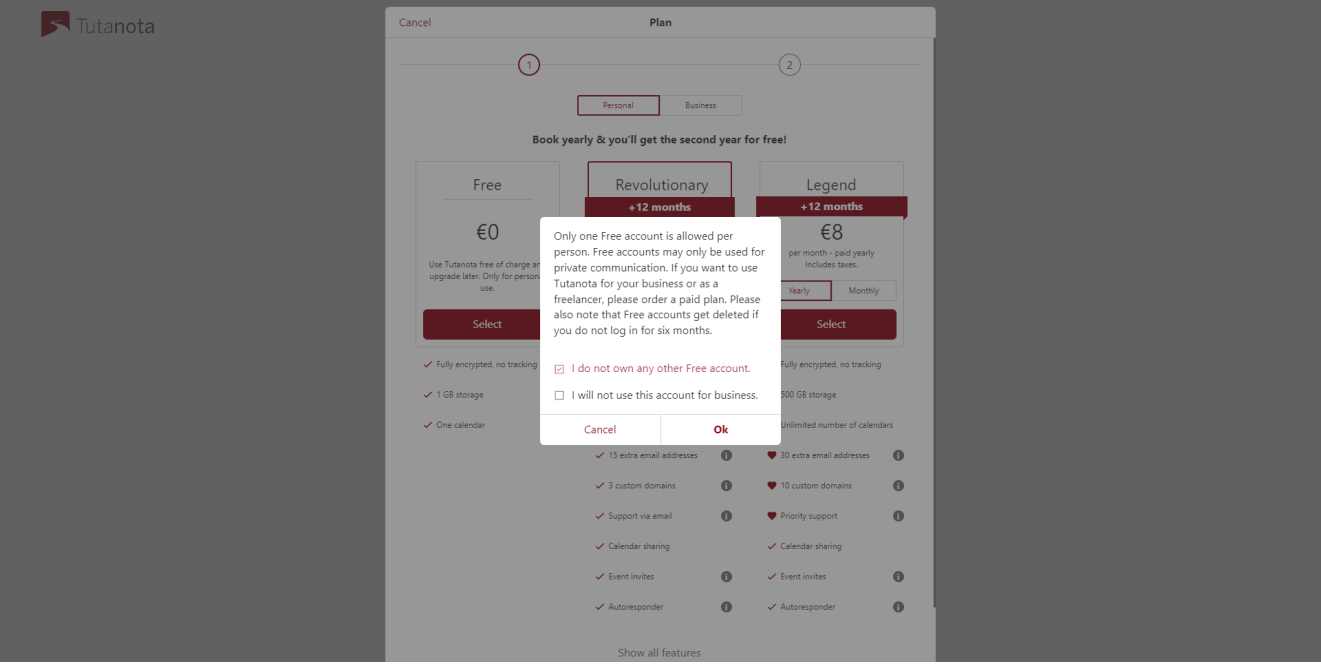 Tutanota
Cancel
Plan
1
2
Personal
Business
Book yearly & you'll get the second year for free!
Free
€0
Use Tutanota free of charge an
upgrade later. Only for person
use.
Select
Fully encrypted, no tracking
1 GB storage
One calendar
Revolutionary
+12 months
Legend
+12 months
€8
per month - paid yearly
Includes taxes.
Yearly
Monthly
Select
Only one Free account is allowed per
person. Free accounts may only be used for
private communication. If you want to use
Tutanota for your business or as a
freelancer, please order a paid plan. Please
also note that Free accounts get deleted if
you do not log in for six months.
I do not own any other Free account.
I will not use this account for business.
Cancel
Ok
15 extra email addresses
3 custom domains
Support via email
Calendar sharing
Event invites
Autoresponder
Fully encrypted, no tracking
500 GB storage
Unlimited number of calendars
30 extra email addresses
10 custom domains
Priority support
Calendar sharing
Event invites
Autoresponder
Show all features